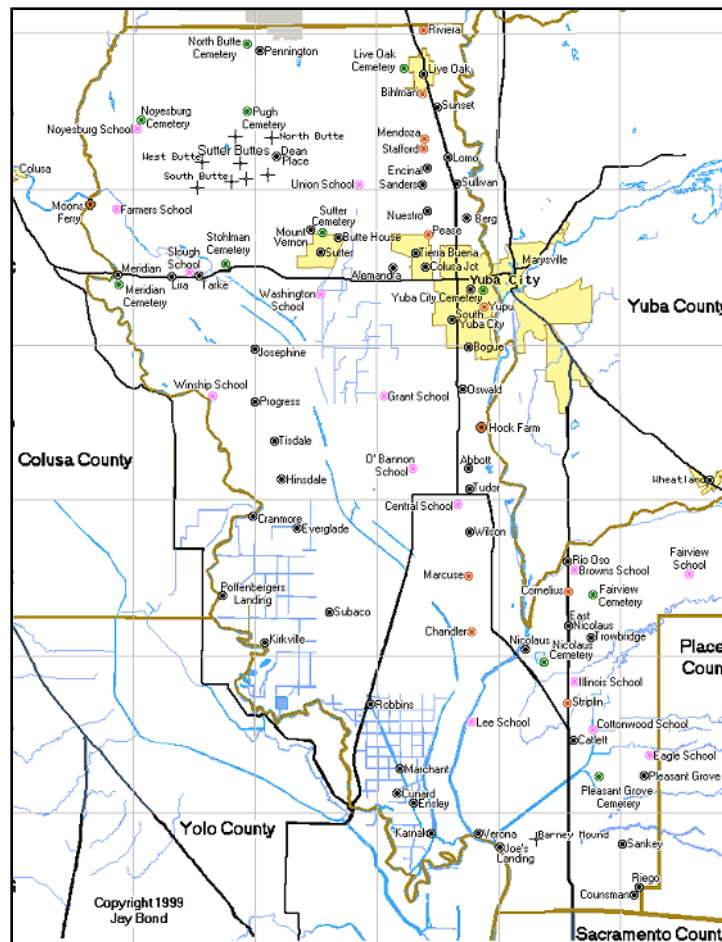 Riviera
North Butte
Cemetery
Pennington
Live Oak
Cemetery
Live Oak
Bihlman
Sunset
Noyesburg
Cemetery
Pugh
Cemetery
Noyesburg School
North Butte
Mendoza
Stafford
Sutter Buttes
Dean
Place
West Butte
South Butte
Lomo
Encinal
Colusa
Union School
Sanders
Sullivan
Moons
Ferry
Farmers School
Sutter
Cemetery
Nuestro
Berg
Mount
Vernon
Butte House
Pease
Slough
School
Stohlman
Cemetery
Sutter
Tierra Buena
Marysville
Meridian
Lira
Tarke
Alemandra
Colusa Jct
Yuba City
Meridian
Cemetery
Washington
School
Yuba City Cemetery
Yupu
Yuba County
South
Yuba City
Josephine
Bogue
Winship School
Progress
Grant School
Oswald
Hock Farm
Tisdale
Colusa County
O' Bannon
School
Abbott
Hinsdale
Tudor
Wheatland
Central School
Cranmore
Everglade
Wilson
Rio Oso
Fairview
School
Browns School
Marcuse
Cornelius
Fairview
Cemetery
Poffenbergers
Landing
Subaco
East
Nicolaus
Chandler
Trowbridge
Kirkville
Nicolaus
Nicolaus
Cemetery
Place
Coun
Illinois School
Robbins
Striplin
Lee School
Cottonwood School
Catlett
Eagle School
Marchant
Pleasant Grove
Cunard
Ensley
Pleasant Grove
Cemetery
Yolo County
Karnak
Verona
Barney Mound
Joe's
Landing
Sankey
Riego
Counsman
Copyright 1999
Jay Bond
Sacramento Count